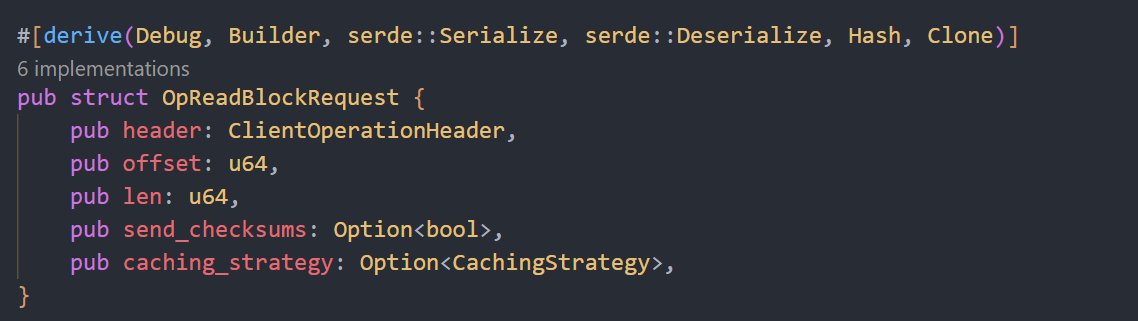 #[derive(Debug, Builder, serde::Serialize, serde::Deserialize, Hash, Clone)]
6 implementations
pub struct OpReadBlockRequest {
    pub header: ClientOperationHeader,
    pub offset: u64,
    pub len: u64,
    pub send_checksums: Option<bool>,
    pub caching_strategy: Option<CachingStrategy>,
}